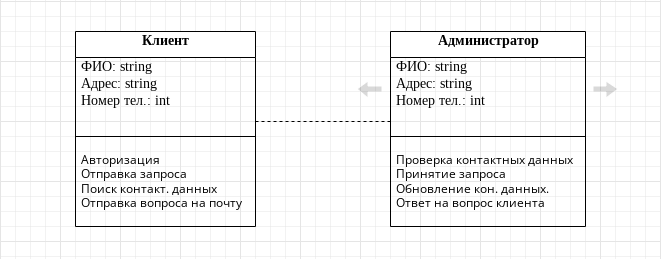 Клиент
ФИО: string
Адрес: string
Номер тел.: int
Авторизация
Отправка запроса
Поиск контакт. данных
Отправка вопроса на почту
Администратор
ФИО: string
Адрес: string
Номер тел.: int
Проверка контактных данных
Принятие запроса
Обновление кон. данных.
Ответ на вопрос клиента